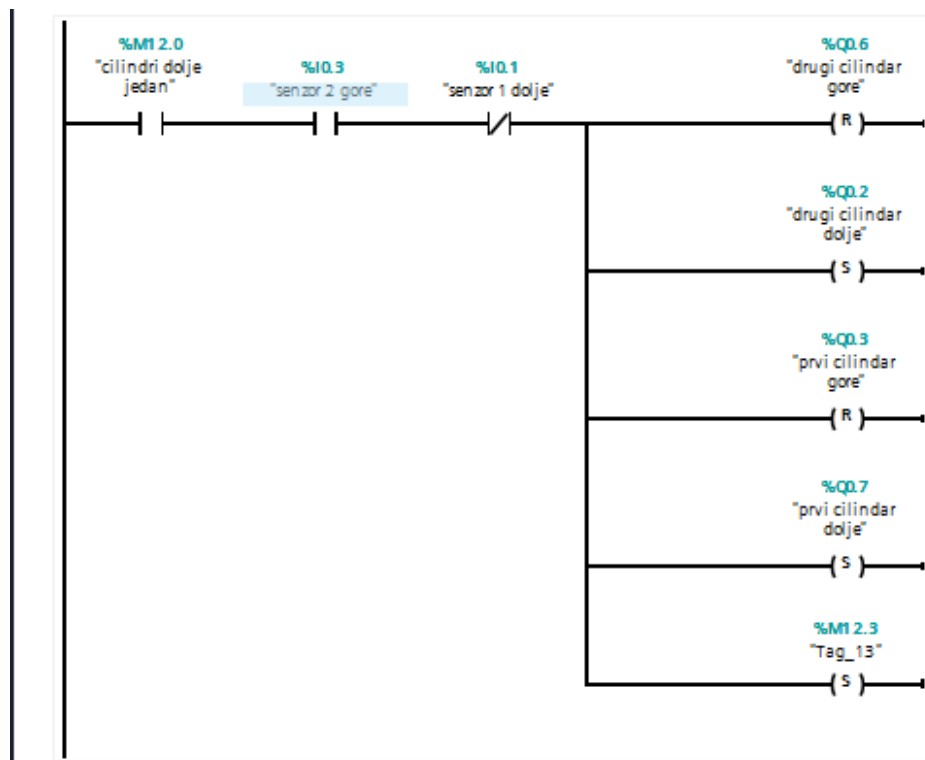 %M12.0
"cilindri dolje
jedan"
%I0.3
"senzor 2 gore"
%I0.1
"senzor 1 dolje"
%Q0.6
"drugi cilindar
gore"
R
%Q0.2
"drugi cilindar
dolje"
S
%Q0.3
"prvi cilindar
gore"
R
%Q0.7
"prvi cilindar
dolje"
S
%M12.3
"Tag_13"
S